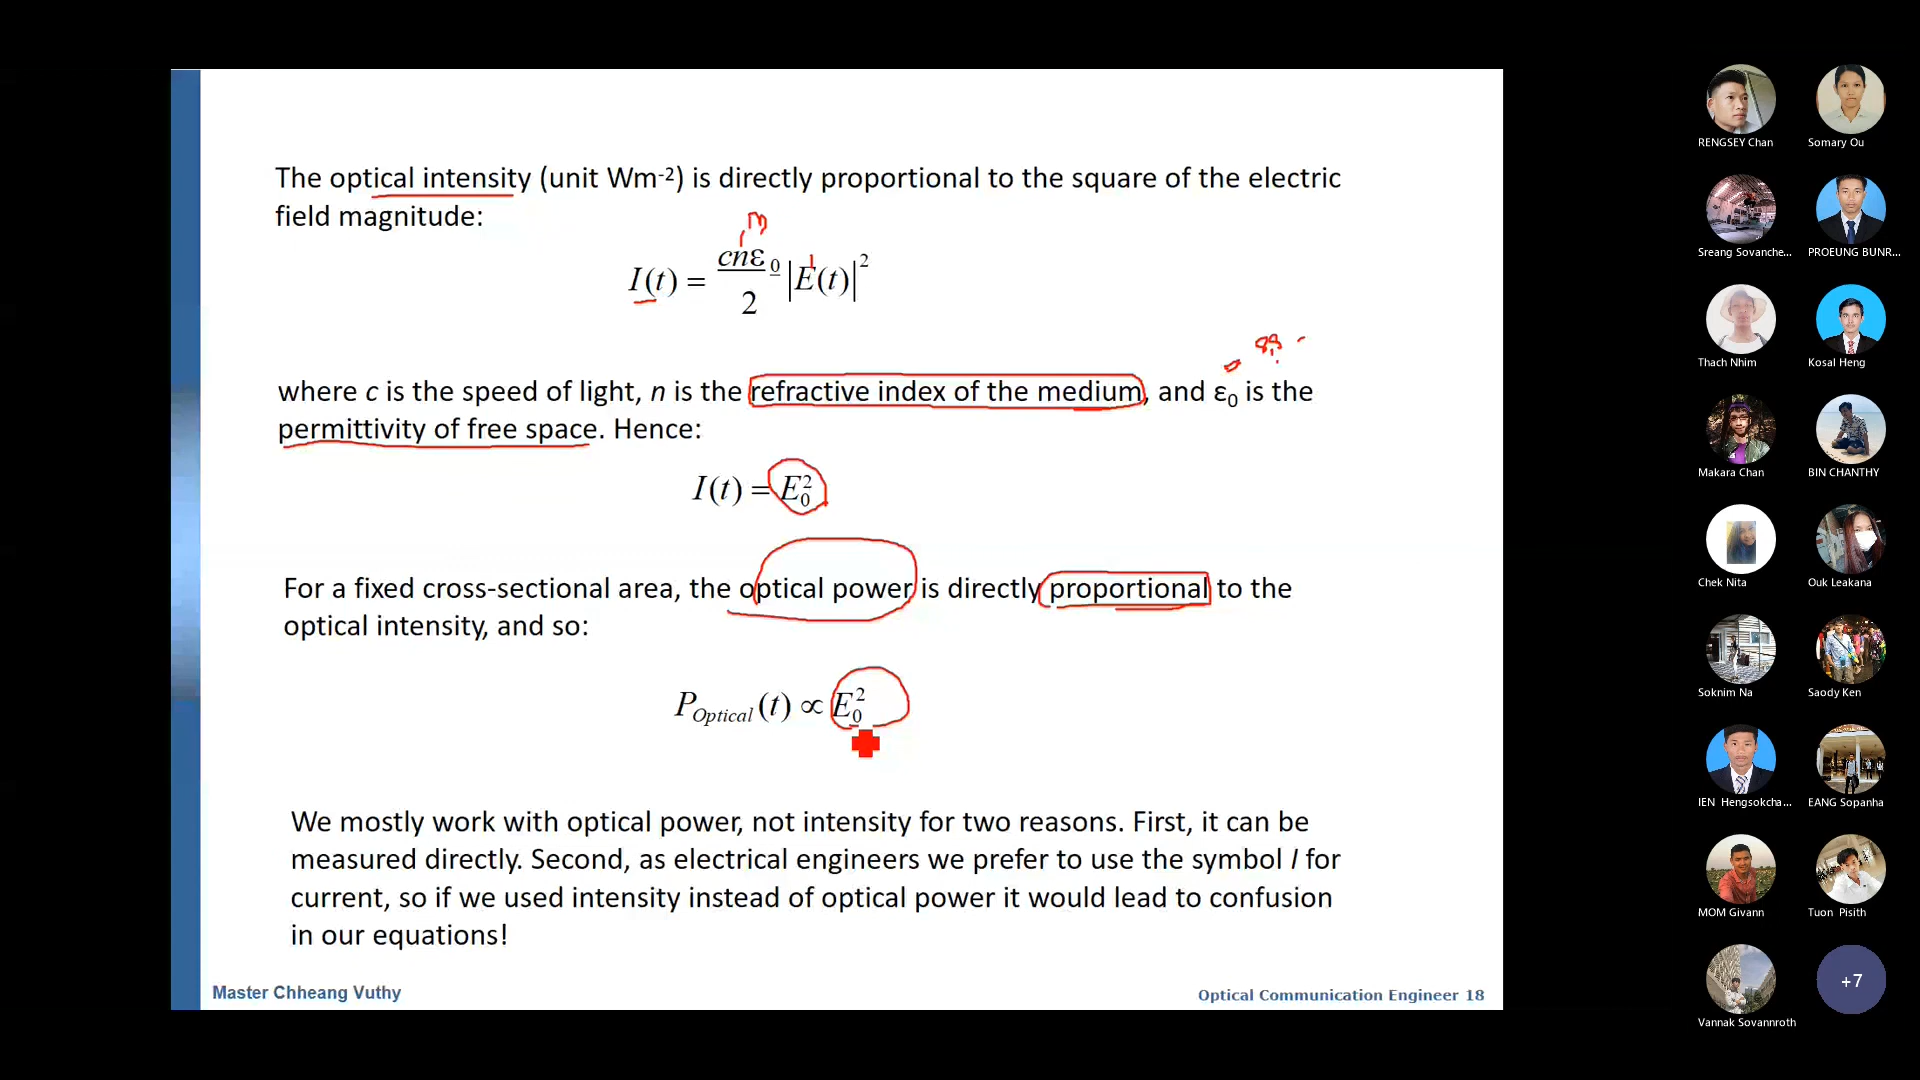 The optical intensity (unit Wm-2) is directly proportional to the square of the electric
field magnitude:
I(t) = cnε0/2 |E(t)|²
where c is the speed of light, n is the refractive index of the medium, and ε0 is the
permittivity of free space. Hence:
I(t) = E₀²
For a fixed cross-sectional area, the optical power is directly proportional to the
optical intensity, and so:
P_Optical(t) ∝ E₀²
We mostly work with optical power, not intensity for two reasons. First, it can be
measured directly. Second, as electrical engineers we prefer to use the symbol I for
current, so if we used intensity instead of optical power it would lead to confusion
in our equations!
Master Chheang Vuthy
Optical Communication Engineer 18
RENGSEY Chan
Somary Ou
Sreang Sovanche...
PROEUNG BUNR...
Thach Nhim
Kosal Heng
Makara Chan
BIN CHANTHY
Chek Nita
Ouk Leakana
Soknim Na
Saody Ken
IEN Hengsokcha...
EANG Sopanha
MOM Givann
Tuon Pisith
Vannak Sovannroth
+7